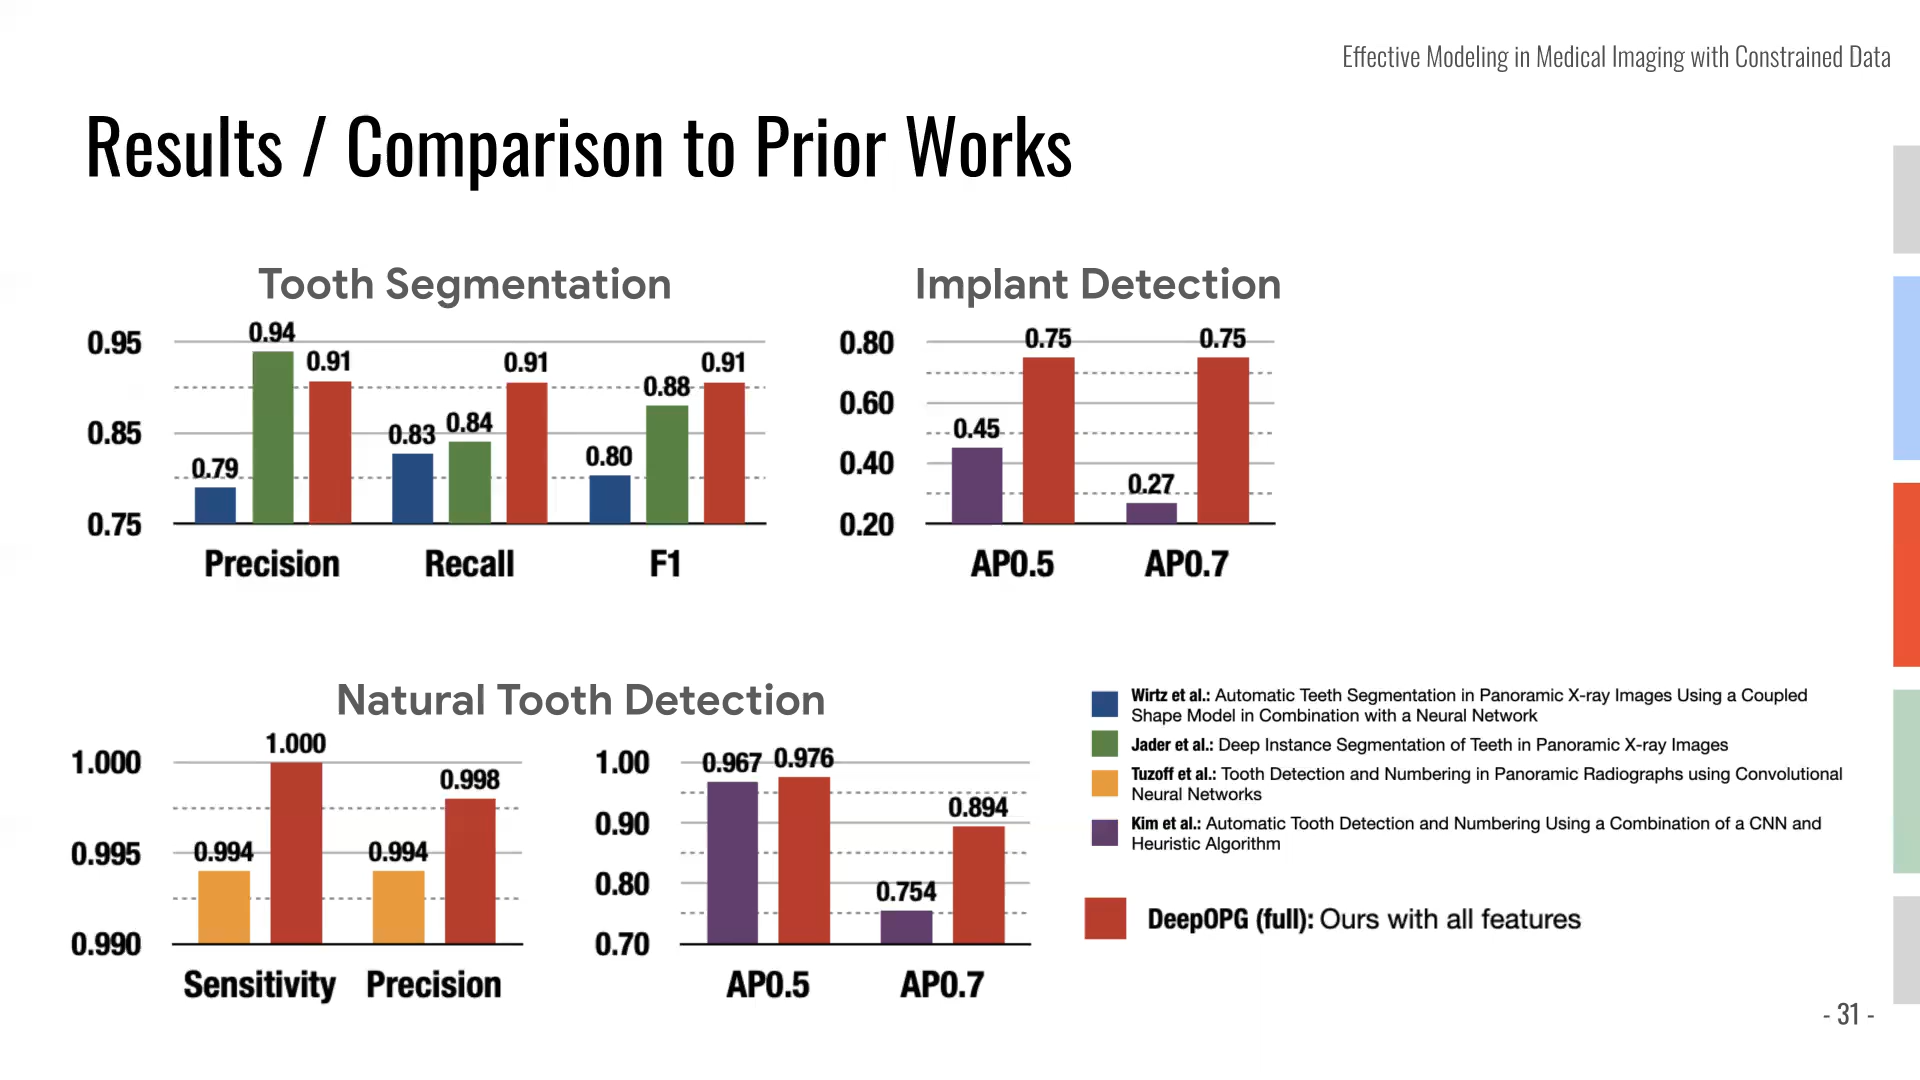 Effective Modeling in Medical Imaging with Constrained Data
Results / Comparison to Prior Works
Tooth Segmentation
0.95
0.85
0.75
0.79
0.94
0.91
0.83
0.84
0.91
0.80
0.88
0.91
Precision
Recall
F1
Implant Detection
0.80
0.60
0.40
0.20
0.45
0.75
0.27
0.75
AP0.5
AP0.7
Natural Tooth Detection
1.000
0.995
0.990
0.994
1.000
0.994
0.998
Sensitivity
Precision
1.00
0.90
0.80
0.70
0.967
0.976
0.754
0.894
AP0.5
AP0.7
Wirtz et al.: Automatic Teeth Segmentation in Panoramic X-ray Images Using a Coupled
Shape Model in Combination with a Neural Network
Jader et al.: Deep Instance Segmentation of Teeth in Panoramic X-ray Images
Tuzoff et al.: Tooth Detection and Numbering in Panoramic Radiographs using Convolutional
Neural Networks
Kim et al.: Automatic Tooth Detection and Numbering Using a Combination of a CNN and
Heuristic Algorithm
DeepOPG (full): Ours with all features
- 31 -